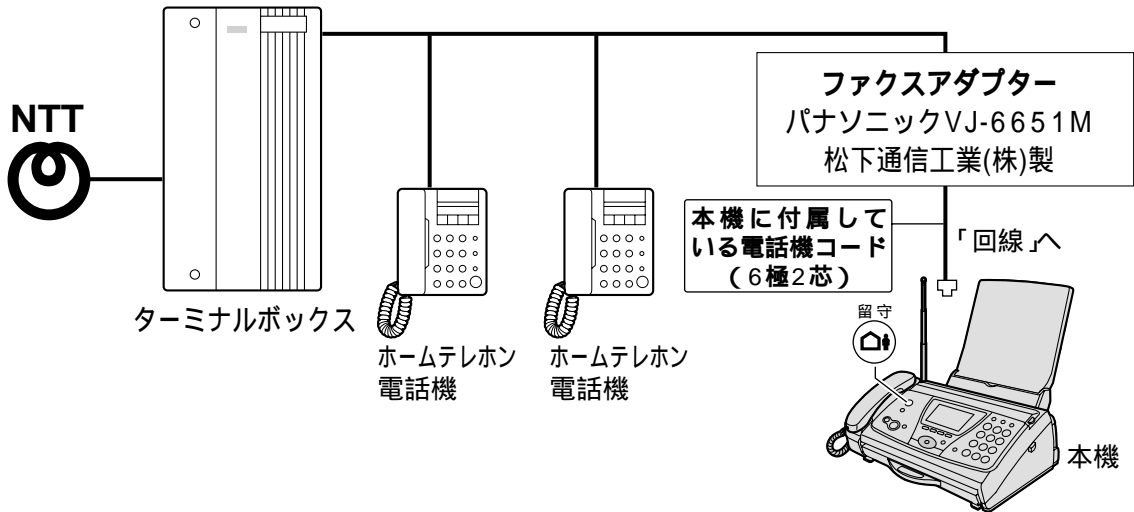 NTT
ターミナルボックス
ホームテレホン
電話機
ホームテレホン
電話機
ファクスアダプター
パナソニックVJ-6651M
松下通信工業(株)製
本機に付属して
いる電話機コード
(6極2芯)
「回線」へ
留守
本機